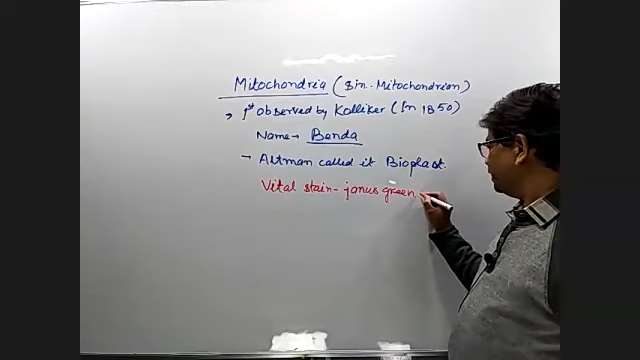 Mitochondria (Sin. Mitochondrion)
→ 1st observed by Kolliker (In 1850)
Name → Benda
→ Altman called it Bioplast.
Vital stain - janus green.